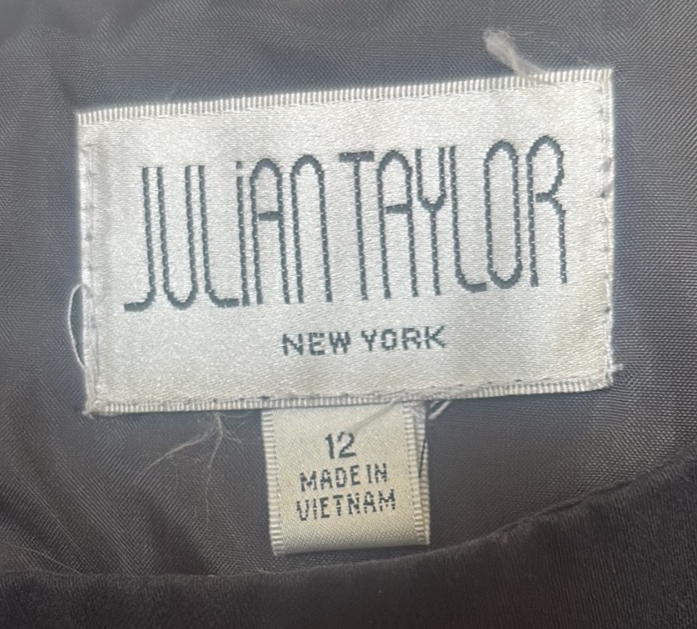 JULiAN TAYLOR
NEW YORK
12
MADE IN
VIETNAM